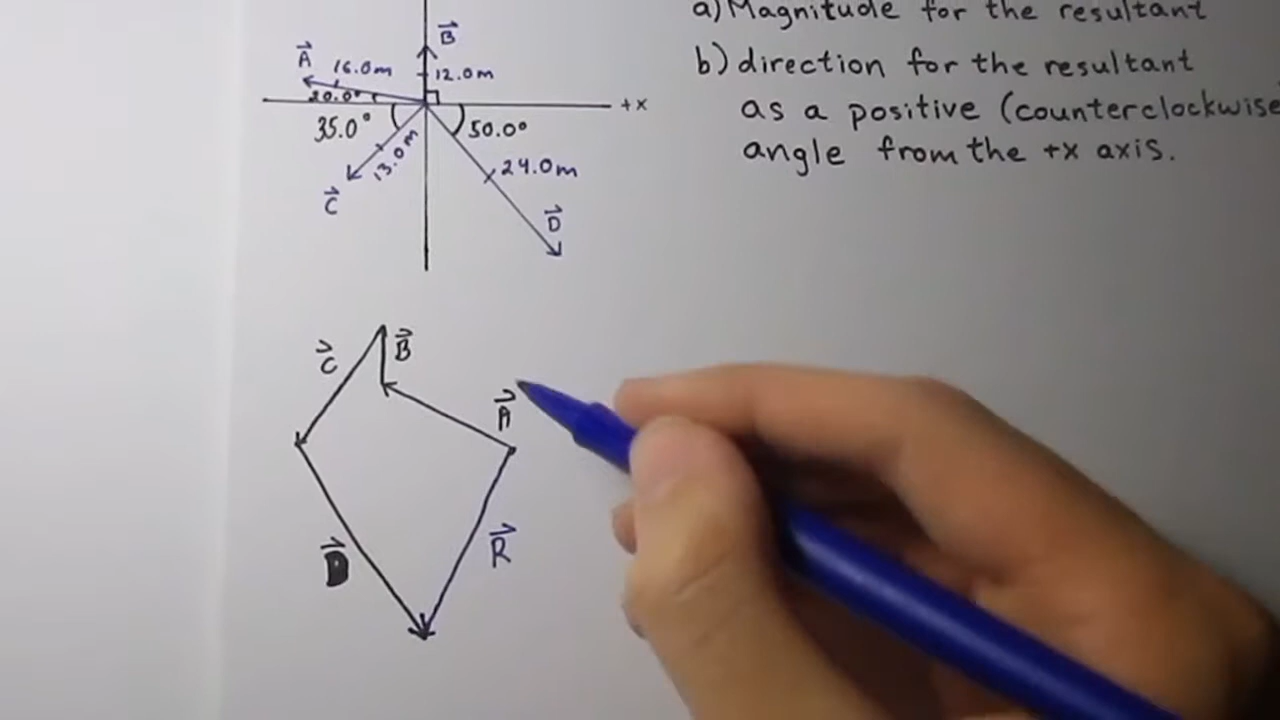 a) Magnitude for the resultant
b) direction for the resultant
as a positive (counterclockwise
angle from the +x axis.
B⃗
A⃗ 16.0m
12.0m
20.0°
+x
35.0°
50.0°
13.0m
24.0m
C⃗
D⃗
B⃗
C⃗
A⃗
R⃗
D⃗